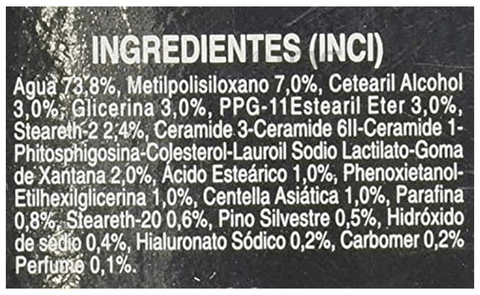 INGREDIENTES (INCI)
Agua 73,8%, Metilpolisiloxano 7,0%, Cetearil Alcohol
3,0%, Glicerina 3,0%, PPG-11Estearil Eter 3,0%,
Steareth-2 2,4%, Ceramide 3-Ceramide 6II-Ceramide 1-
Phitosphigosina-Colesterol-Lauroil Sodio Lactilato-Goma
de Xantana 2,0%, Ácido Esteárico 1,0%, Phenoxietanol-
Etilhexilglicerina 1,0%, Centella Asiática 1,0%, Parafina
0,8%, Steareth-20 0,6%, Pino Silvestre 0,5%, Hidróxido
de sodio 0,4%, Hialuronato Sódico 0,2%, Carbomer 0,2%
Perfume 0,1%.